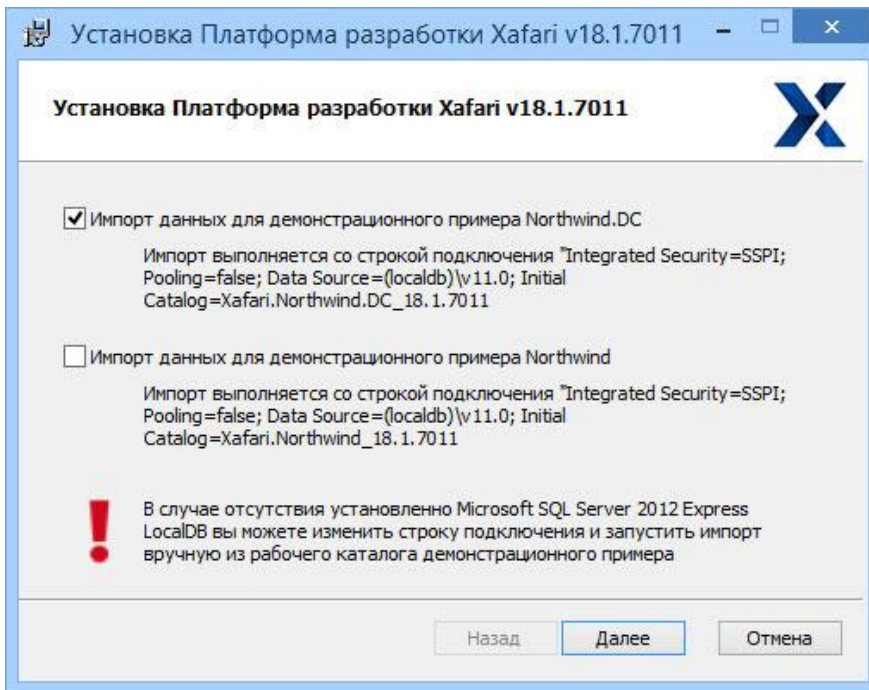 Установка Платформа разработки Xafari v18.1.7011
Установка Платформа разработки Xafari v18.1.7011
Импорт данных для демонстрационного примера Northwind.DC
Импорт выполняется со строкой подключения "Integrated Security=SSPI;
Pooling=false; Data Source=(localdb)\v11.0; Initial
Catalog=Xafari.Northwind.DC_18.1.7011
Импорт данных для демонстрационного примера Northwind
Импорт выполняется со строкой подключения "Integrated Security=SSPI;
Pooling=false; Data Source=(localdb)\v11.0; Initial
Catalog=Xafari.Northwind_18.1.7011
В случае отсутствия установленно Microsoft SQL Server 2012 Express
LocalDB вы можете изменить строку подключения и запустить импорт
вручную из рабочего каталога демонстрационного примера
Назад Далее Отмена